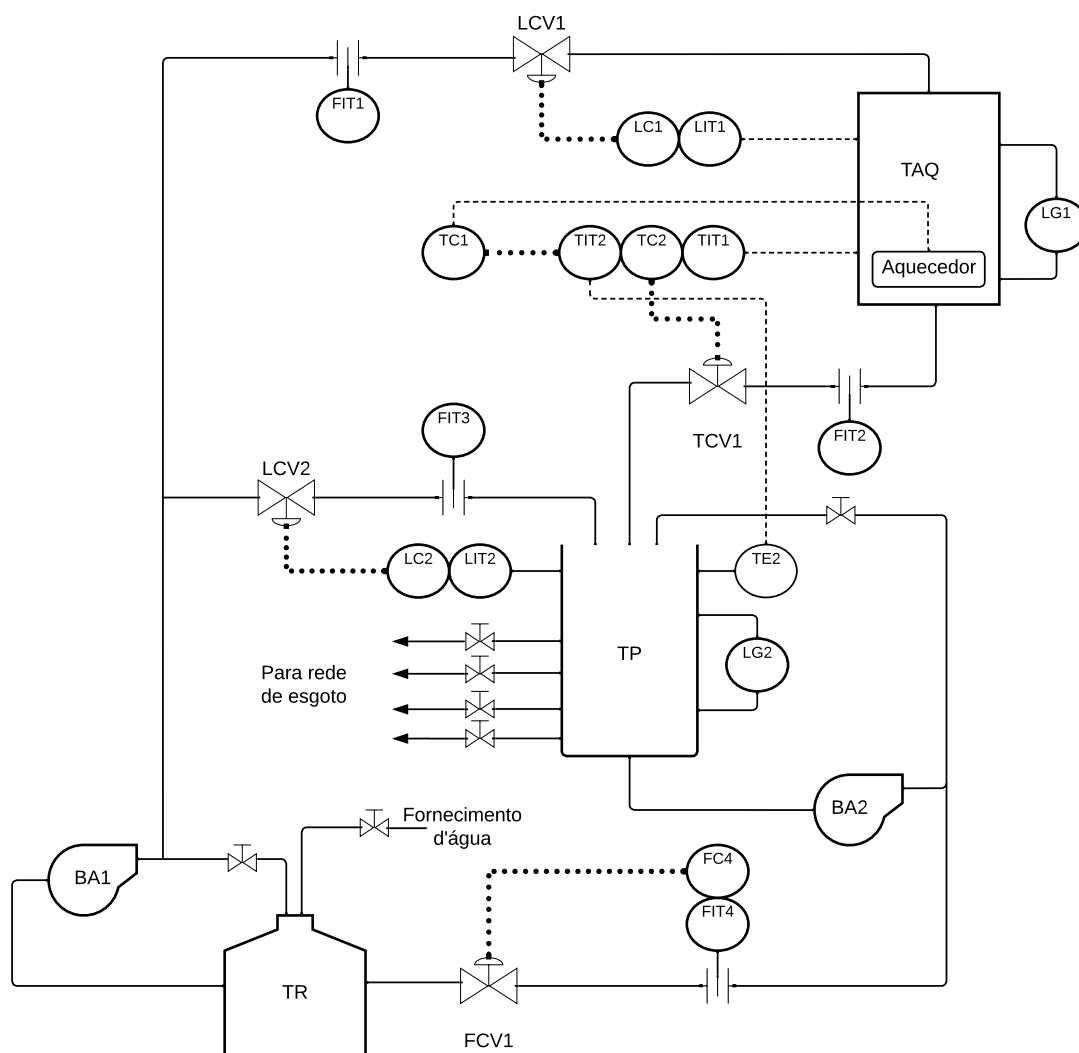 LCV1
FIT1
LC1
LIT1
TAQ
LG1
TC1
TIT2
TC2
TIT1
Aquecedor
FIT3
TCV1
FIT2
LCV2
LC2
LIT2
TE2
TP
LG2
Para rede
de esgoto
BA2
Fornecimento
d'água
BA1
FC4
FIT4
TR
FCV1